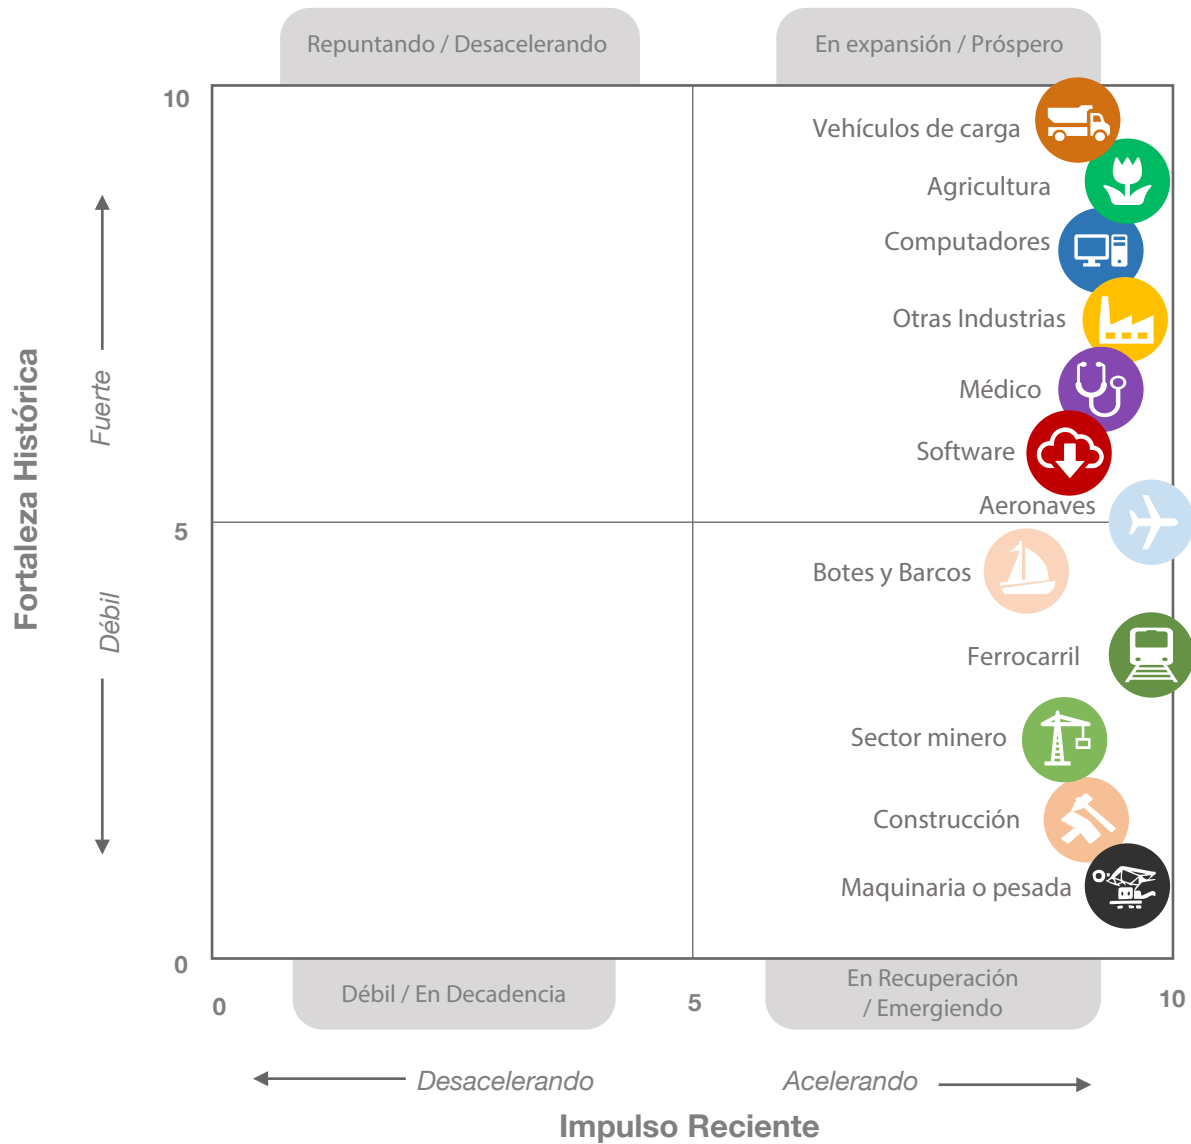 Repuntando / Desacelerando
En expansión / Próspero
10
Vehículos de carga
Agricultura
Computadores
Otras Industrias
Médico
Software
Aeronaves
5
Botes y Barcos
Ferrocarril
Sector minero
Construcción
Maquinaria o pesada
0
Fortaleza Histórica
Fuerte
Débil
Débil / En Decadencia
En Recuperación
/ Emergiendo
0
5
10
Desacelerando
Acelerando
Impulso Reciente